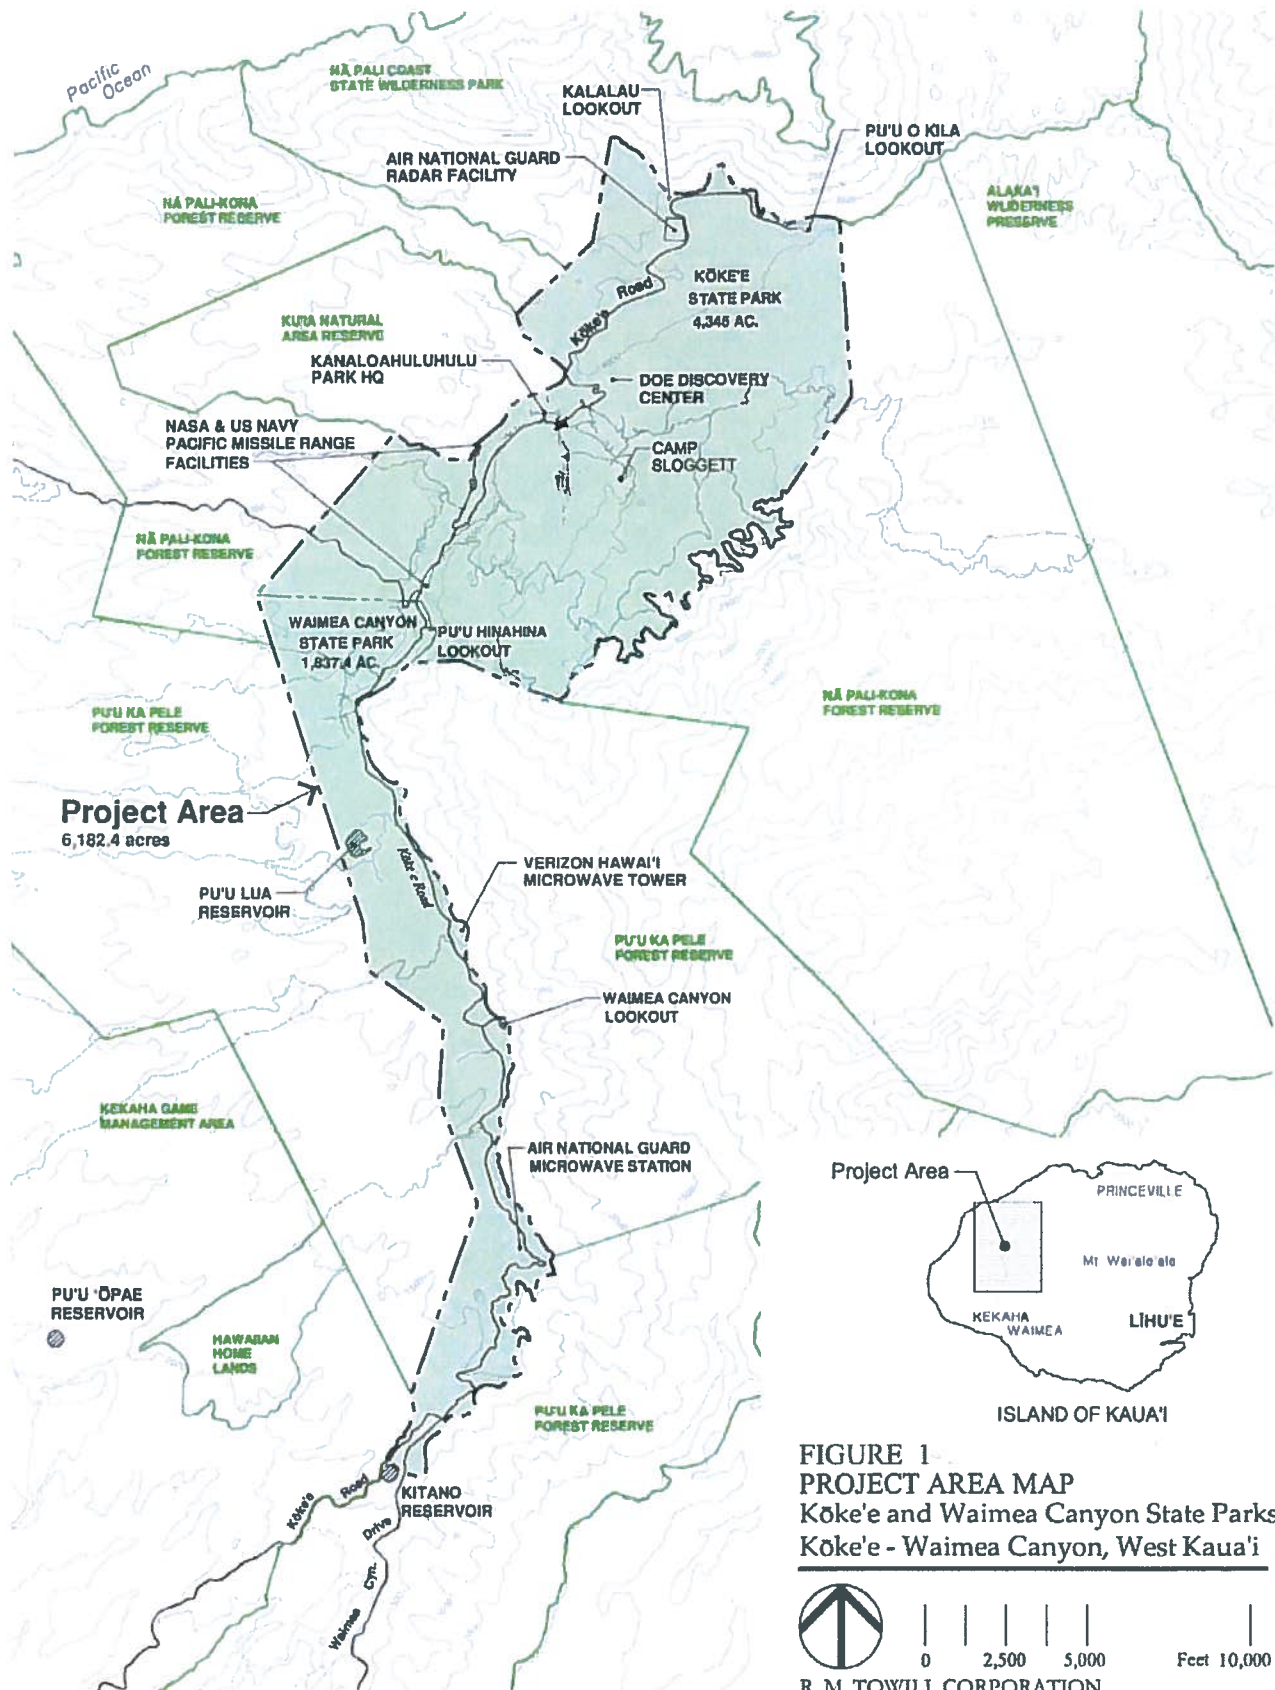 Pacific
Ocean
NĀ PALI COAST
STATE WILDERNESS PARK
KALALAU
LOOKOUT
PU'U O KILA
LOOKOUT
AIR NATIONAL GUARD
RADAR FACILITY
NĀ PALI-KONA
FOREST RESERVE
ALAKA'I
WILDERNESS
PRESERVE
KŌKE'E
STATE PARK
4,345 AC.
Kōke'e Road
KU'IA NATURAL
AREA RESERVE
KANALOAHULUHULU
PARK HQ
DOE DISCOVERY
CENTER
NASA & US NAVY
PACIFIC MISSILE RANGE
FACILITIES
CAMP
SLOGGETT
NĀ PALI-KONA
FOREST RESERVE
WAIMEA CANYON
STATE PARK
1,837.4 AC.
PU'U HINAHINA
LOOKOUT
NĀ PALI-KONA
FOREST RESERVE
PU'U KA PELE
FOREST RESERVE
Project Area
6,182.4 acres
Koke'e Road
VERIZON HAWAI'I
MICROWAVE TOWER
PU'U LUA
RESERVOIR
PU'U KA PELE
FOREST RESERVE
WAIMEA CANYON
LOOKOUT
KEKAHA GAME
MANAGEMENT AREA
AIR NATIONAL GUARD
MICROWAVE STATION
Project Area
PRINCEVILLE
Mt Wai'ale'ale
KEKAHA
WAIMEA
LĪHU'E
ISLAND OF KAUA'I
PU'U 'ŌPAE
RESERVOIR
HAWAIIAN
HOME
LANDS
PU'U KA PELE
FOREST RESERVE
KITANO
RESERVOIR
Kōke'e Road
Waimea Cyn. Drive
FIGURE 1
PROJECT AREA MAP
Kōke'e and Waimea Canyon State Parks
Kōke'e - Waimea Canyon, West Kaua'i
0 2,500 5,000 Feet 10,000
R. M. TOWILL CORPORATION